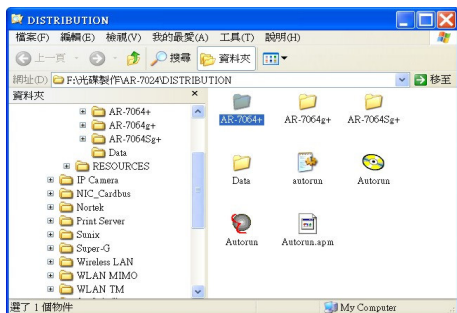 DISTRIBUTION
檔案(F) 編輯(E) 檢視(V) 我的最愛(A) 工具(T) 說明(H)
上一頁 搜尋 資料夾
網址(D) F:\光碟製作\AR-7024\DISTRIBUTION 移至
資料夾
AR-7064+
AR-7064g+
AR-7064Sg+
Data
RESOURCES
IP Camera
NIC_Cardbus
Nortek
Print Server
Sunix
Super-G
Wireless LAN
WLAN MIMO
WLAN TM
AR-7064+ AR-7064g+ AR-7064Sg+
Data autorun Autorun
Autorun Autorun.apm
選了 1 個物件 My Computer